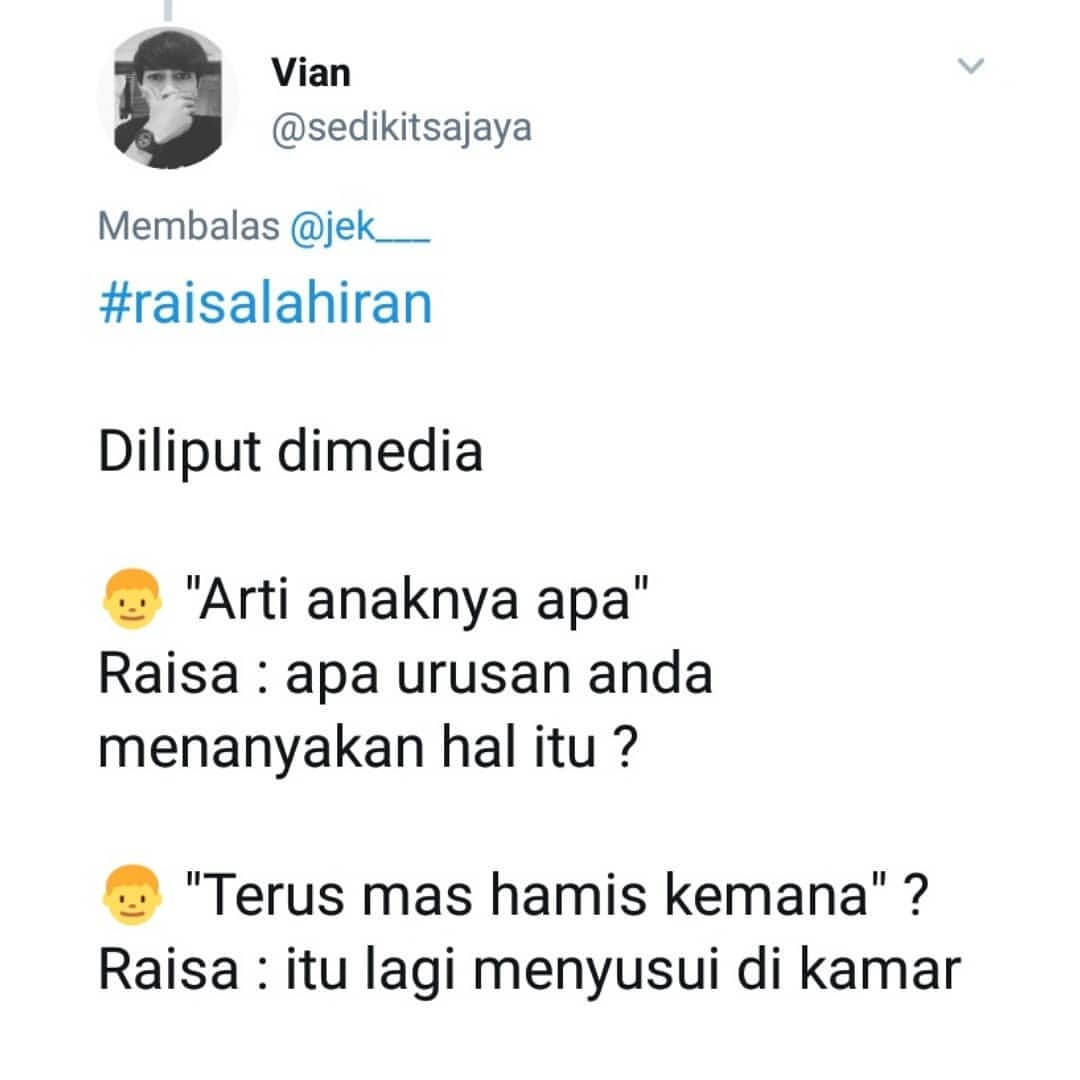 Vian
@sedikitsajaya
Membalas @jek___
#raisalahiran
Diliput dimedia
👦 "Arti anaknya apa"
Raisa : apa urusan anda
menanyakan hal itu ?
👦 "Terus mas hamis kemana" ?
Raisa : itu lagi menyusui di kamar